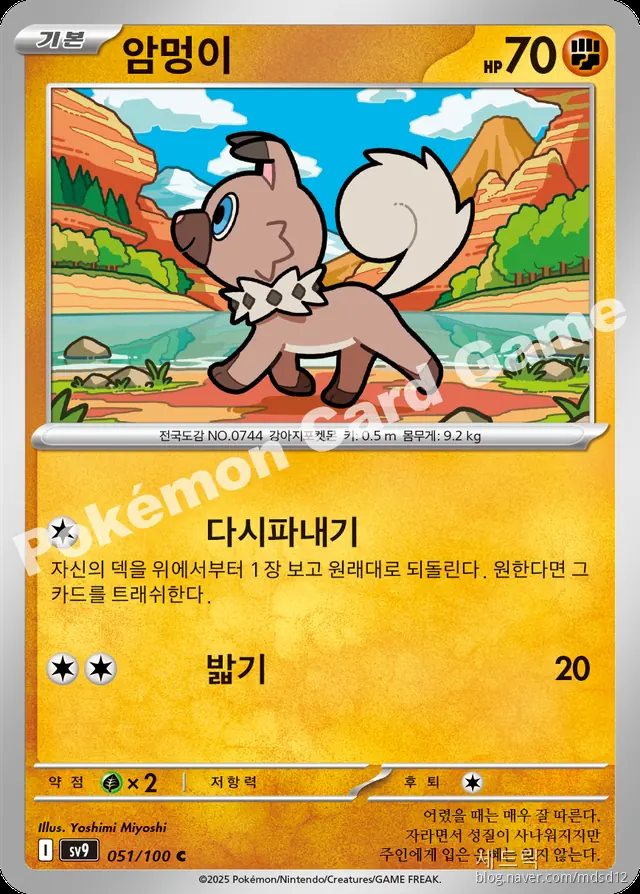 기본
암멍이
HP 70
전국도감 NO.0744 강아지포켓몬 키: 0.5 m 몸무게: 9.2 kg
Pokémon Card Game
다시파내기
자신의 덱을 위에서부터 1장 보고 원래대로 되돌린다. 원한다면 그
카드를 트래쉬한다.
밟기 20
약점 ×2 저항력 후퇴
Illus. Yoshimi Miyoshi
어렸을 때는 매우 잘 따른다.
자라면서 성질이 사나워지지만
주인에게 입은 은혜는 잊지 않는다.
I sv9 051/100 C
세드릭
blog.naver.com/mdsd12
©2025 Pokémon/Nintendo/Creatures/GAME FREAK.